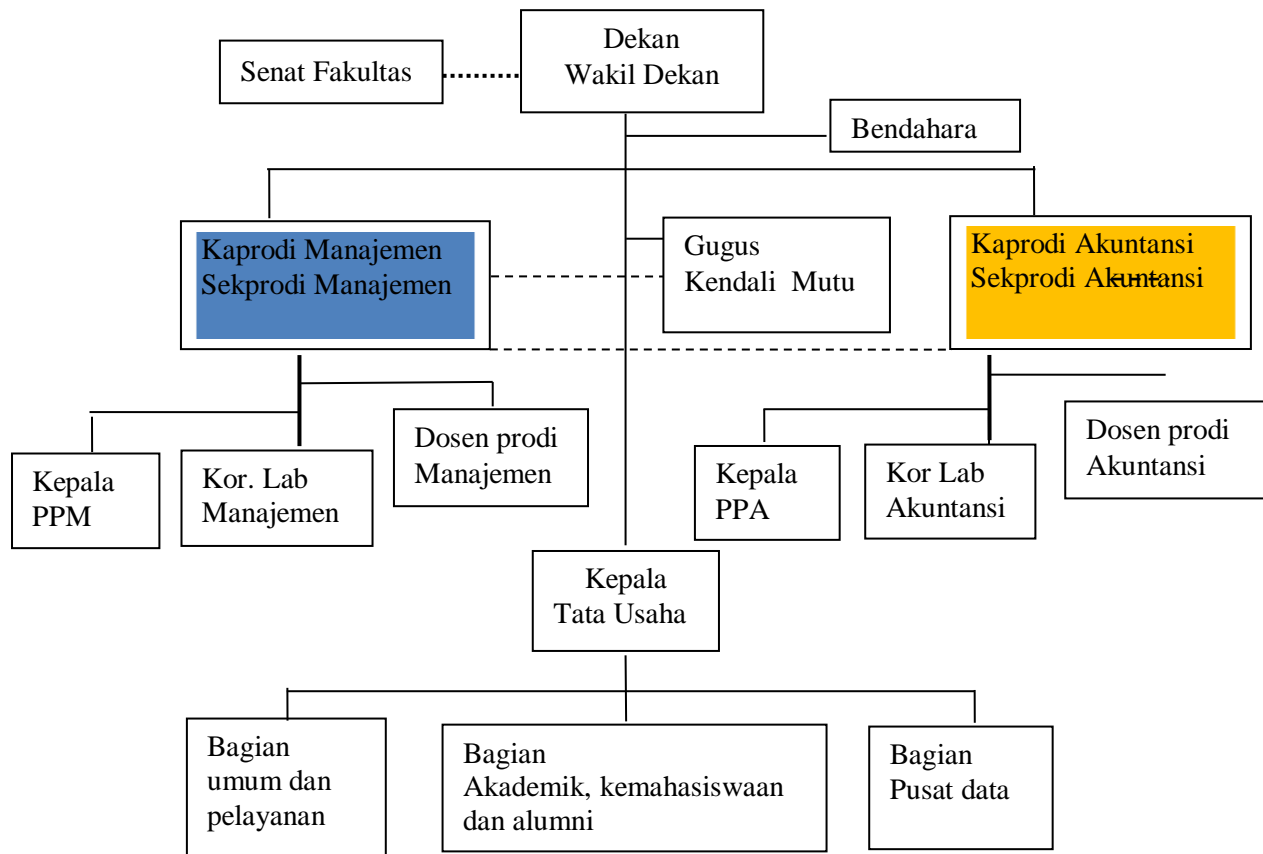 Dekan
Wakil Dekan
Senat Fakultas
Bendahara
Kaprodi Manajemen
Sekprodi Manajemen
Gugus
Kendali Mutu
Kaprodi Akuntansi
Sekprodi Akuntansi
Kepala
PPM
Kor. Lab
Manajemen
Dosen prodi
Manajemen
Kepala
PPA
Kor Lab
Akuntansi
Dosen prodi
Akuntansi
Kepala
Tata Usaha
Bagian
umum dan
pelayanan
Bagian
Akademik, kemahasiswaan
dan alumni
Bagian
Pusat data